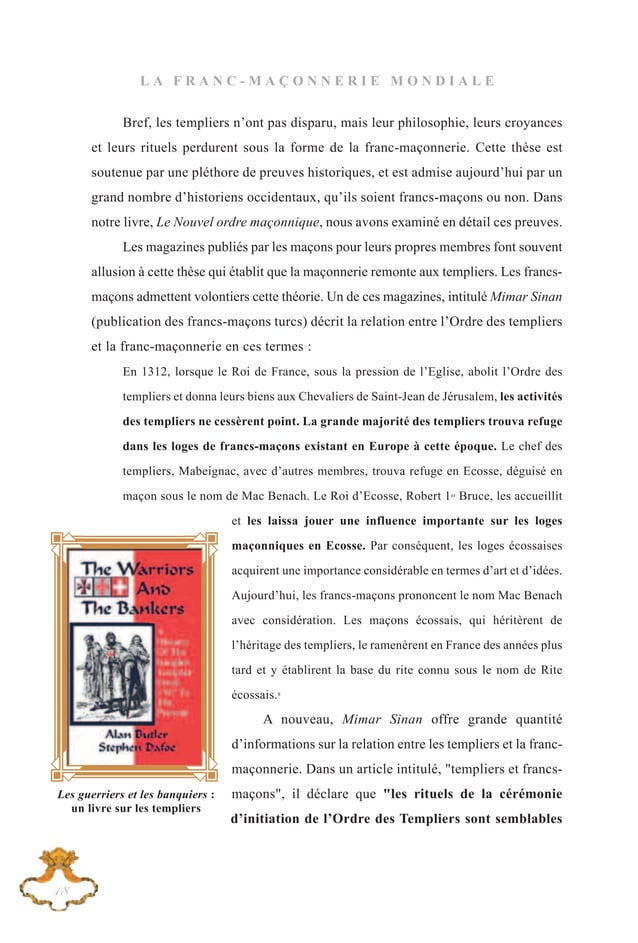 LA FRANC-MAÇONNERIE MONDIALE
Bref, les templiers n'ont pas disparu, mais leur philosophie, leurs croyances
et leurs rituels perdurent sous la forme de la franc-maçonnerie. Cette thèse est
soutenue par une pléthore de preuves historiques, et est admise aujourd'hui par un
grand nombre d'historiens occidentaux, qu'ils soient francs-maçons ou non. Dans
notre livre, Le Nouvel ordre maçonnique, nous avons examiné en détail ces preuves.
Les magazines publiés par les maçons pour leurs propres membres font souvent
allusion à cette thèse qui établit que la maçonnerie remonte aux templiers. Les francs-
maçons admettent volontiers cette théorie. Un de ces magazines, intitulé Mimar Sinan
(publication des francs-maçons turcs) décrit la relation entre l'Ordre des templiers
et la franc-maçonnerie en ces termes :
En 1312, lorsque le Roi de France, sous la pression de l'Eglise, abolit l'Ordre des
templiers et donna leurs biens aux Chevaliers de Saint-Jean de Jérusalem, les activités
des templiers ne cessèrent point. La grande majorité des templiers trouva refuge
dans les loges de francs-maçons existant en Europe à cette époque. Le chef des
templiers, Mabeignac, avec d'autres membres, trouva refuge en Ecosse, déguisé en
maçon sous le nom de Mac Benach. Le Roi d'Ecosse, Robert 1er Bruce, les accueillit
et les laissa jouer une influence importante sur les loges
maçonniques en Ecosse. Par conséquent, les loges écossaises
acquirent une importance considérable en termes d'art et d'idées.
Aujourd'hui, les francs-maçons prononcent le nom Mac Benach
avec considération. Les maçons écossais, qui héritèrent de
l'héritage des templiers, le ramenèrent en France des années plus
tard et y établirent la base du rite connu sous le nom de Rite
écossais.
A nouveau, Mimar Sinan offre grande quantité
d'informations sur la relation entre les templiers et la franc-
maçonnerie. Dans un article intitulé, "templiers et francs-
maçons", il déclare que "les rituels de la cérémonie
d'initiation de l'Ordre des Templiers sont semblables
The Warriors
And
The Bankers
A
History
Of The
Templar
To
The
Present
Alan Butler
Stephen Dafoe
Les guerriers et les banquiers :
un livre sur les templiers
18